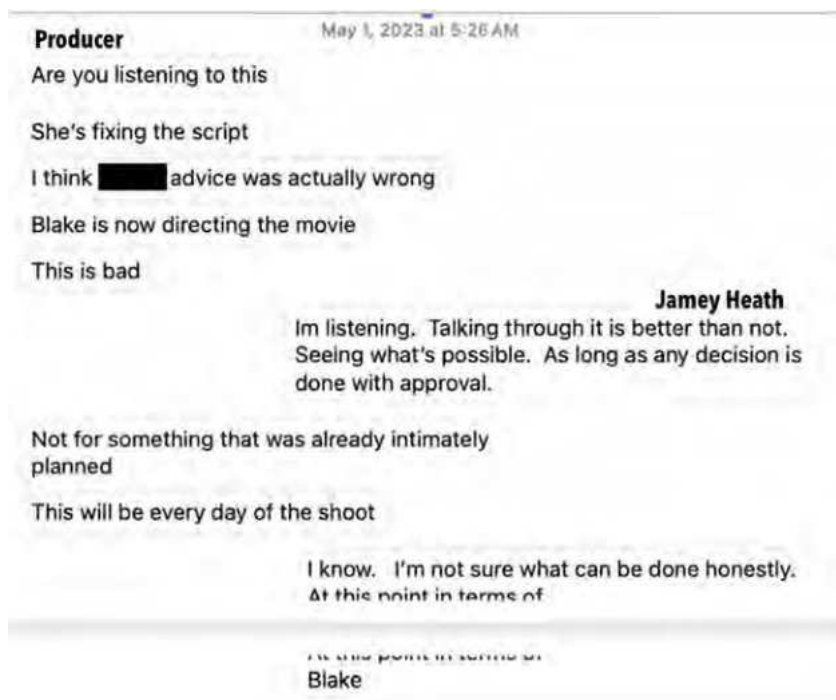 May 1, 2023 at 5:26 AM
Producer
Are you listening to this
She's fixing the script
I think advice was actually wrong
Blake is now directing the movie
This is bad
Jamey Heath
Im listening. Talking through it is better than not.
Seeing what's possible. As long as any decision is
done with approval.
Not for something that was already intimately
planned
This will be every day of the shoot
I know. I'm not sure what can be done honestly.
At this point in terms of
At this point in terms of
Blake